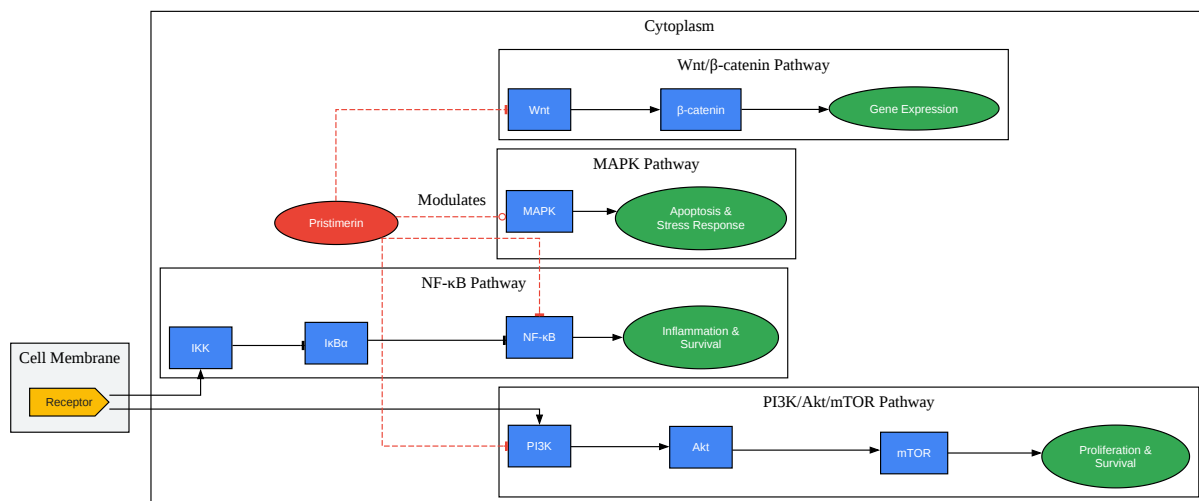 Cytoplasm
Wnt/β-catenin Pathway
Wnt
β-catenin
Gene Expression
MAPK Pathway
Modulates
MAPK
Apoptosis &
Stress Response
Pristimerin
NF-κB Pathway
IKK
IκBα
NF-κB
Inflammation &
Survival
Cell Membrane
Receptor
PI3K/Akt/mTOR Pathway
PI3K
Akt
mTOR
Proliferation &
Survival